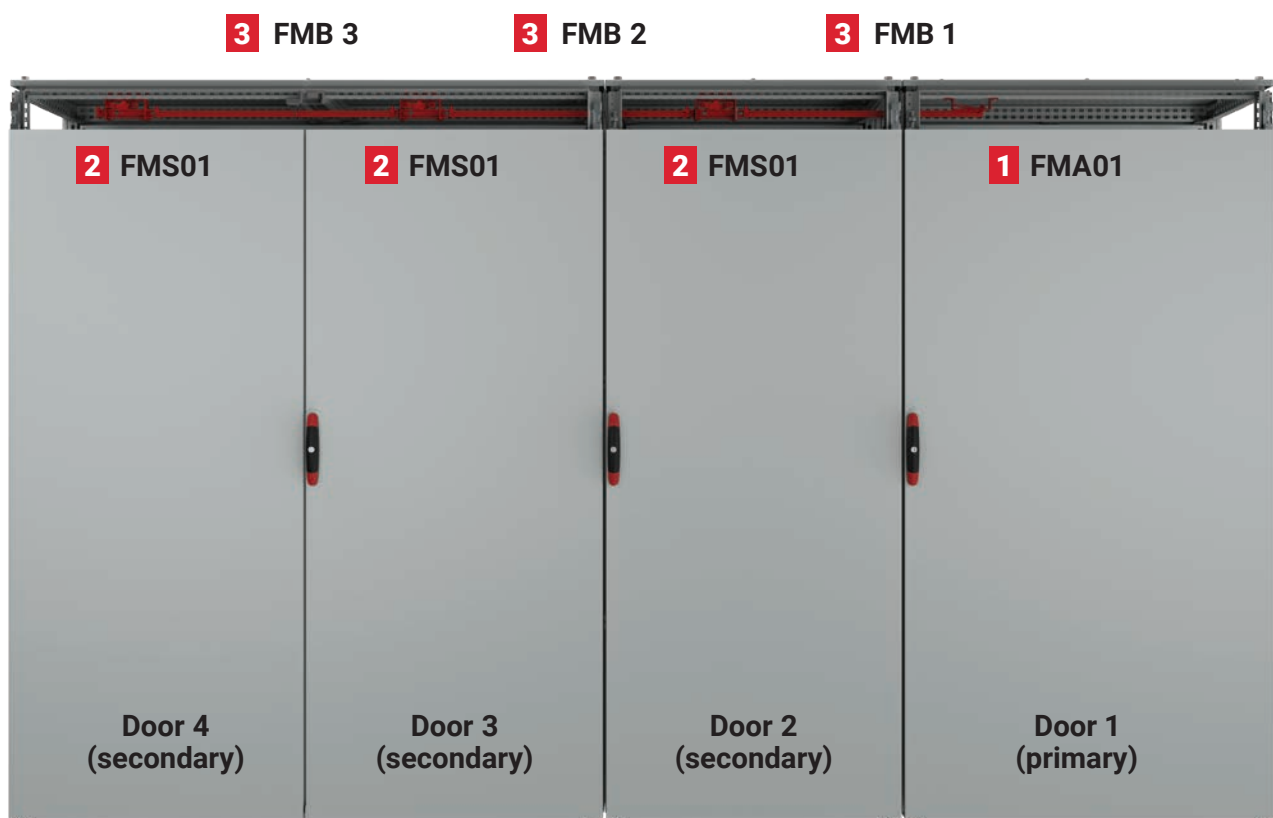 3 FMB 3
3 FMB 2
3 FMB 1
2 FMS01
2 FMS01
2 FMS01
1 FMA01
Door 4
(secondary)
Door 3
(secondary)
Door 2
(secondary)
Door 1
(primary)